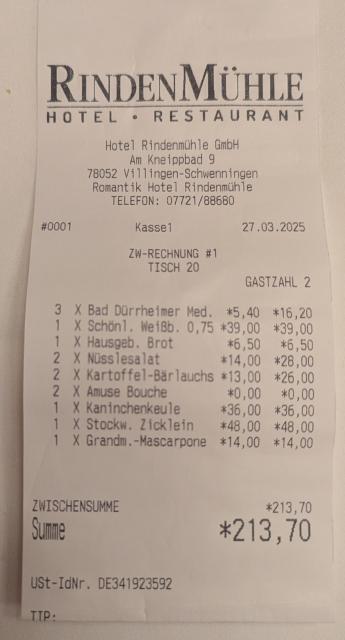 RINDENMÜHLE
HOTEL • RESTAURANT
Hotel Rindenmühle GmbH
Am Kneippbad 9
78052 Villingen-Schwenningen
Romantik Hotel Rindenmühle
TELEFON: 07721/88680
#0001 Kasse1 27.03.2025
ZW-RECHNUNG #1
TISCH 20
GASTZAHL 2
3 X Bad Dürrheimer Med. *5,40 *16,20
1 X Schönl. Weißb. 0,75 *39,00 *39,00
1 X Hausgeb. Brot *6,50 *6,50
2 X Nüsslesalat *14,00 *28,00
2 X Kartoffel-Bärlauchs *13,00 *26,00
2 X Amuse Bouche *0,00 *0,00
1 X Kaninchenkeule *36,00 *36,00
1 X Stockw. Zicklein *48,00 *48,00
1 X Grandm.-Mascarpone *14,00 *14,00
ZWISCHENSUMME *213,70
Summe *213,70
USt-IdNr. DE341923592
TIP: